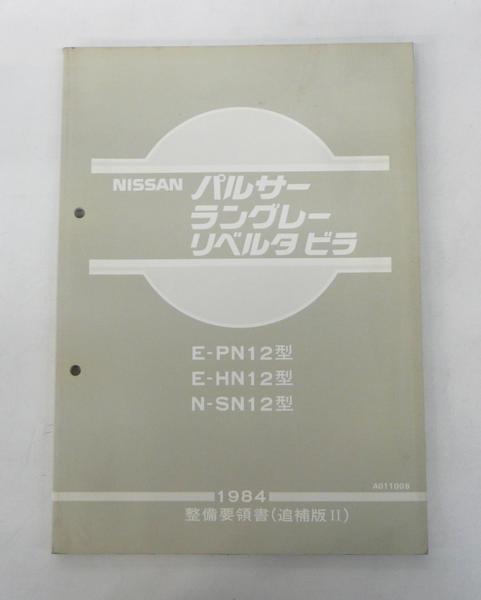 NISSAN パルサー
ラングレー
リベルタ ビラ
E-PN12型
E-HN12型
N-SN12型
A011008
1984
整備要領書(追補版II)